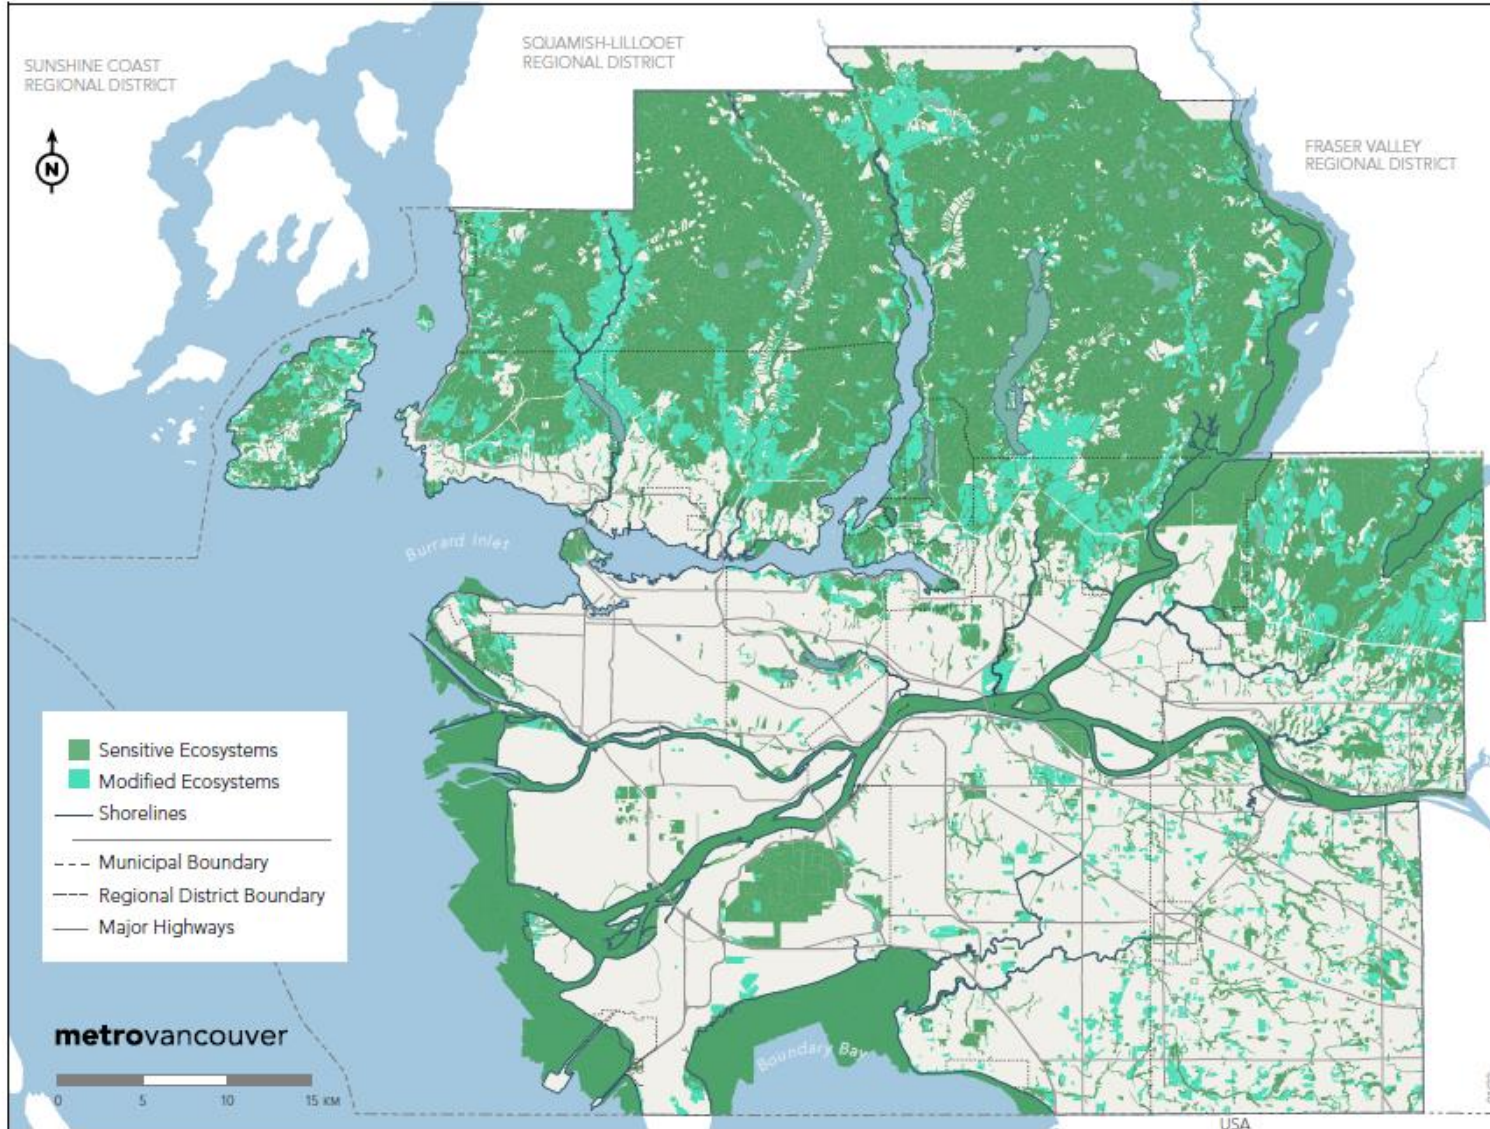 SUNSHINE COAST
REGIONAL DISTRICT
SQUAMISH-LILLOOET
REGIONAL DISTRICT
FRASER VALLEY
REGIONAL DISTRICT
N
Burrard Inlet
Sensitive Ecosystems
Modified Ecosystems
Shorelines
Municipal Boundary
Regional District Boundary
Major Highways
metrovancouver
0 5 10 15 KM
Boundary Bay
USA